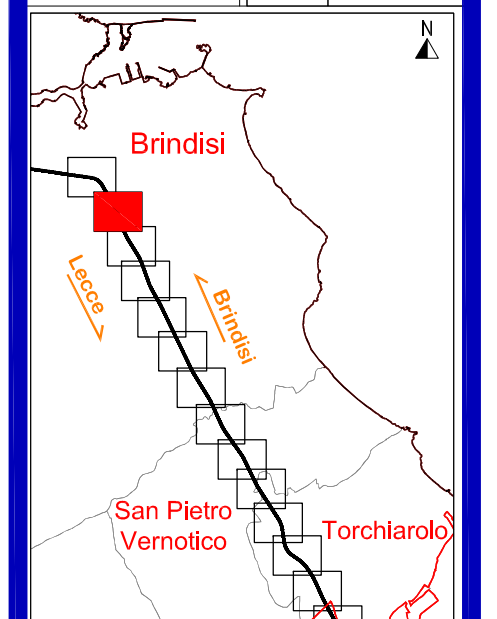 N
Brindisi
Lecce
Brindisi
San Pietro
Vernotico
Torchiarolo